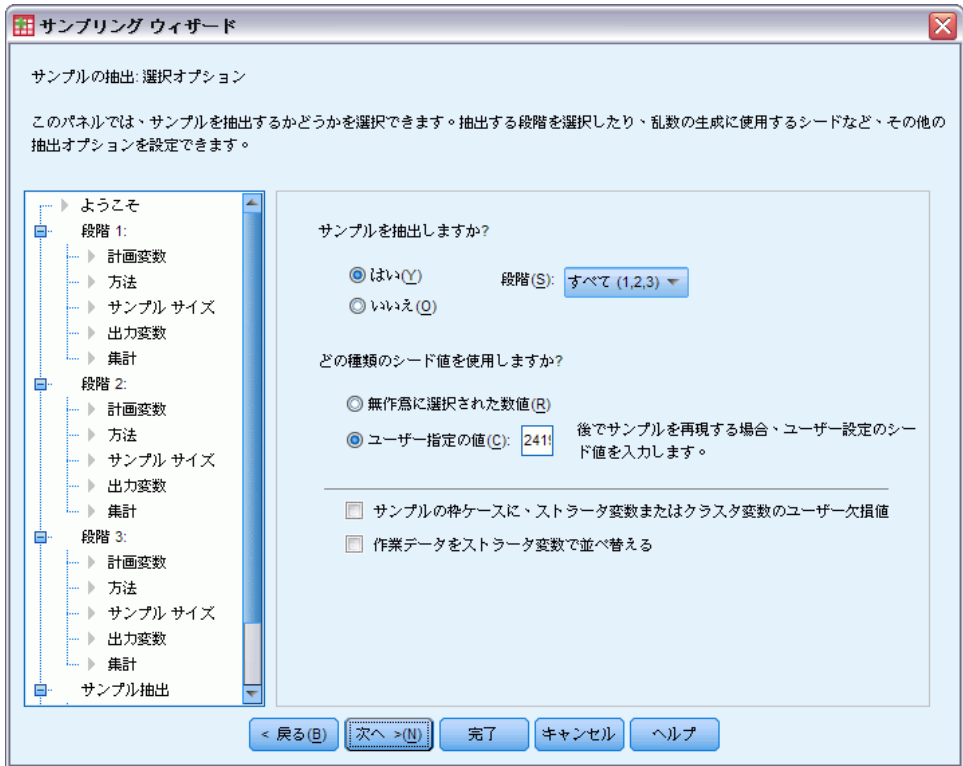 サンプリング ウィザード
サンプルの抽出: 選択オプション
このパネルでは、サンプルを抽出するかどうかを選択できます。抽出する段階を選択したり、乱数の生成に使用するシードなど、その他の
抽出オプションを設定できます。
ようこそ
段階 1:
計画変数
方法
サンプル サイズ
出力変数
集計
段階 2:
計画変数
方法
サンプル サイズ
出力変数
集計
段階 3:
計画変数
方法
サンプル サイズ
出力変数
集計
サンプル抽出
サンプルを抽出しますか?
はい(Y)
段階(S): すべて (1,2,3)
いいえ(O)
どの種類のシード値を使用しますか?
無作為に選択された数値(R)
ユーザー指定の値(C):
後でサンプルを再現する場合、ユーザー設定のシー
ド値を入力します。
サンプルの枠ケースに、ストラータ変数またはクラスタ変数のユーザー欠損値
作業データをストラータ変数で並べ替える
< 戻る(B) 次へ >(N) 完了 キャンセル ヘルプ